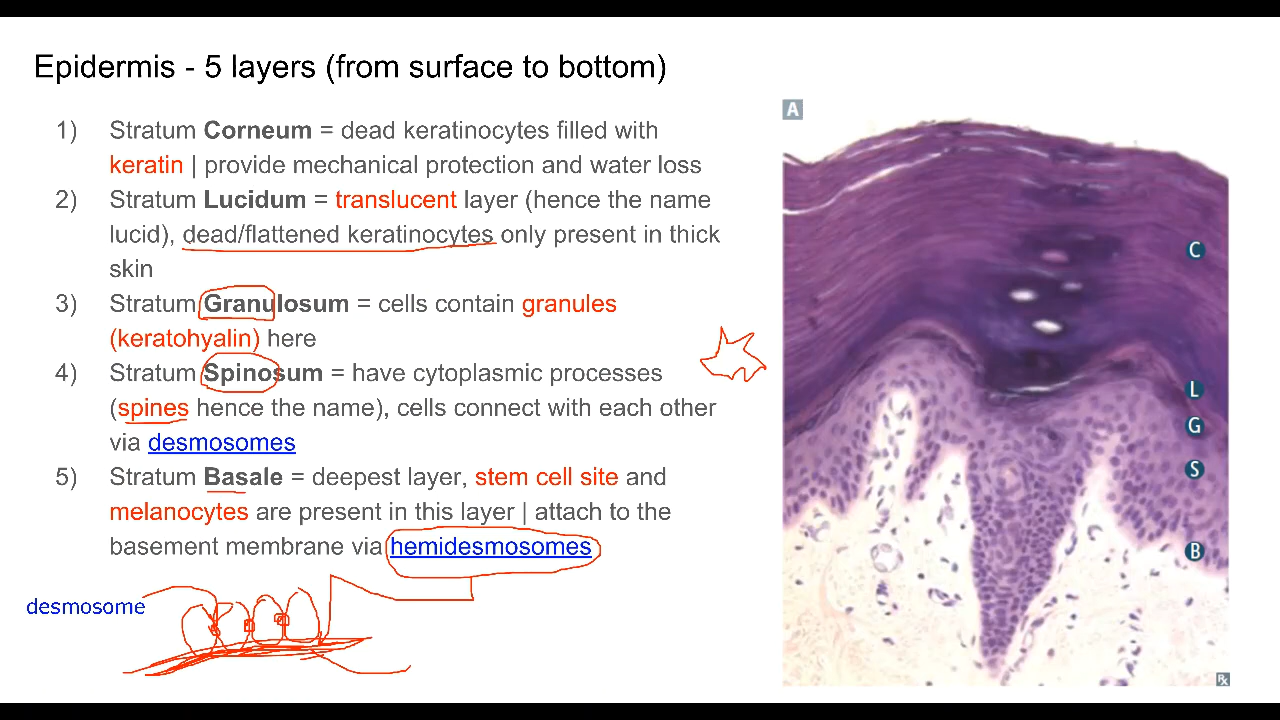 Epidermis - 5 layers (from surface to bottom)
1) Stratum Corneum = dead keratinocytes filled with
keratin | provide mechanical protection and water loss
2) Stratum Lucidum = translucent layer (hence the name
lucid), dead/flattened keratinocytes only present in thick
skin
3) Stratum Granulosum = cells contain granules
(keratohyalin) here
4) Stratum Spinosum = have cytoplasmic processes
(spines hence the name), cells connect with each other
via desmosomes
5) Stratum Basale = deepest layer, stem cell site and
melanocytes are present in this layer | attach to the
basement membrane via hemidesmosomes
desmosome
A
C
L
G
S
B
Rx